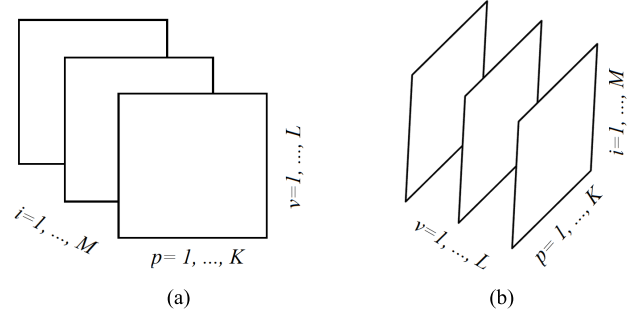 i=1, ..., M
p= 1, ..., K
v=1, ..., L
(a)
v=1, ..., L
p= 1, ..., K
i=1, ..., M
(b)